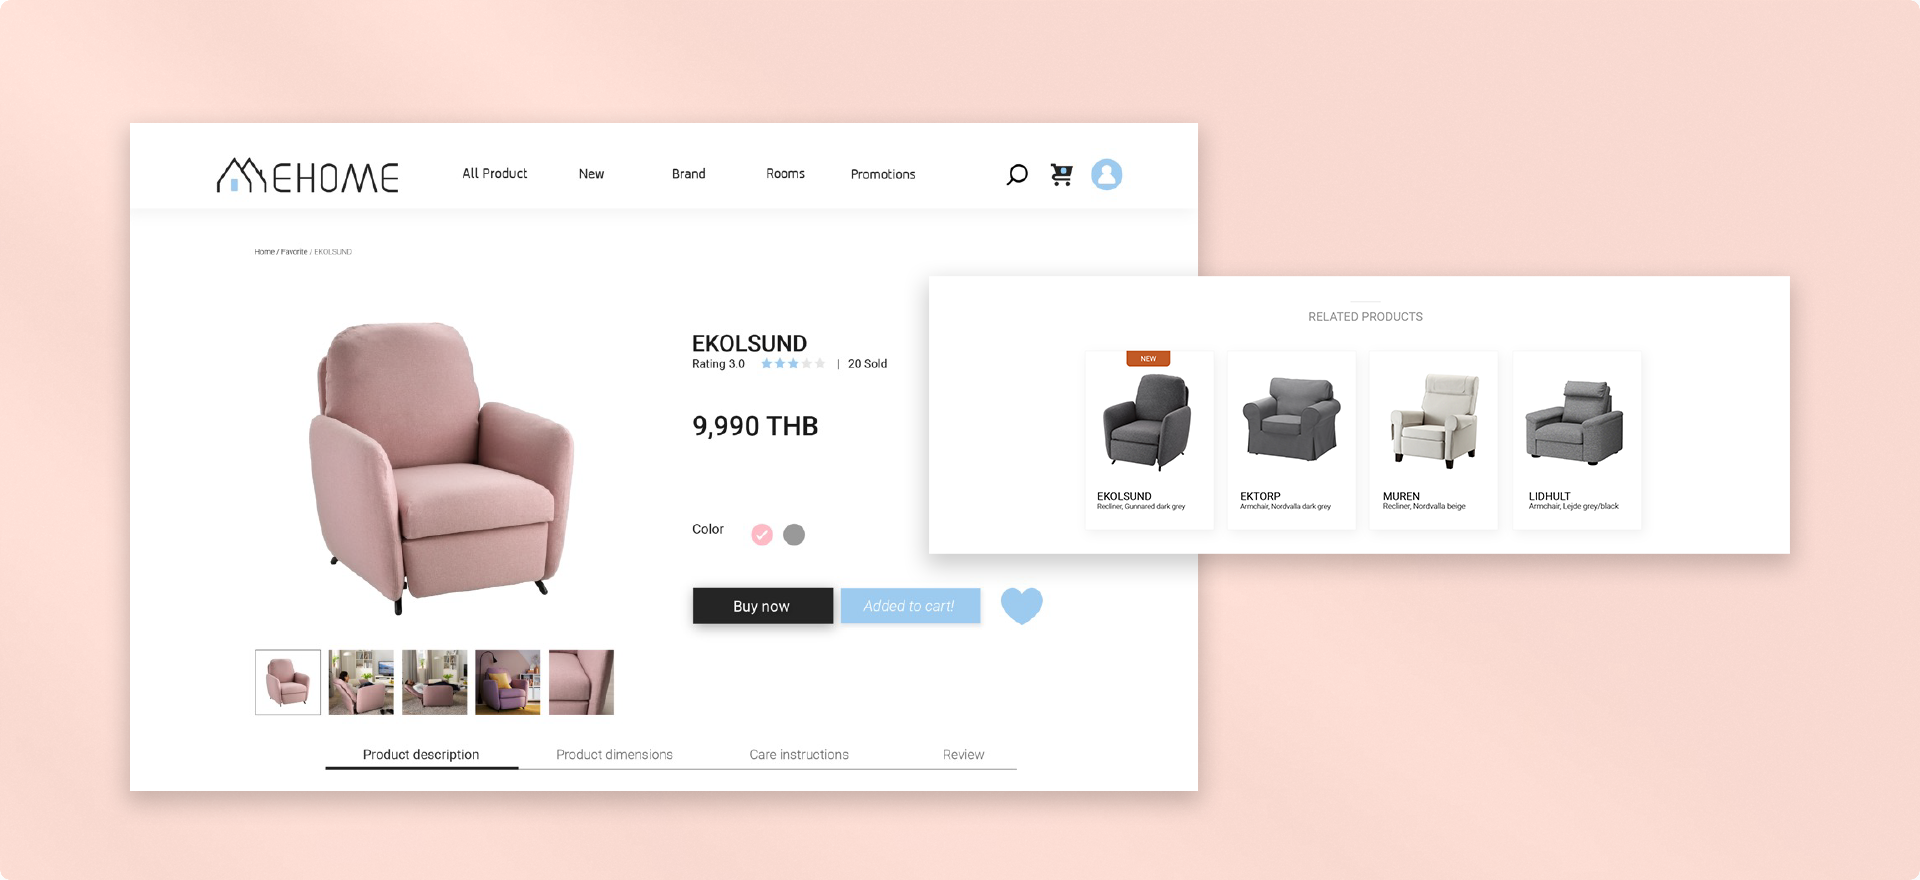 MEHOME
All Product
New
Brand
Rooms
Promotions
Home / Favorite / EKOLSUND
EKOLSUND
Rating 3.0 | 20 Sold
9,990 THB
Color
Buy now
Added to cart!
Product description
Product dimensions
Care instructions
Review
RELATED PRODUCTS
NEW
EKOLSUND
Recliner, Gunnared dark grey
EKTORP
Armchair, Nordvalla dark grey
MUREN
Recliner, Nordvalla beige
LIDHULT
Armchair, Lejde grey/black